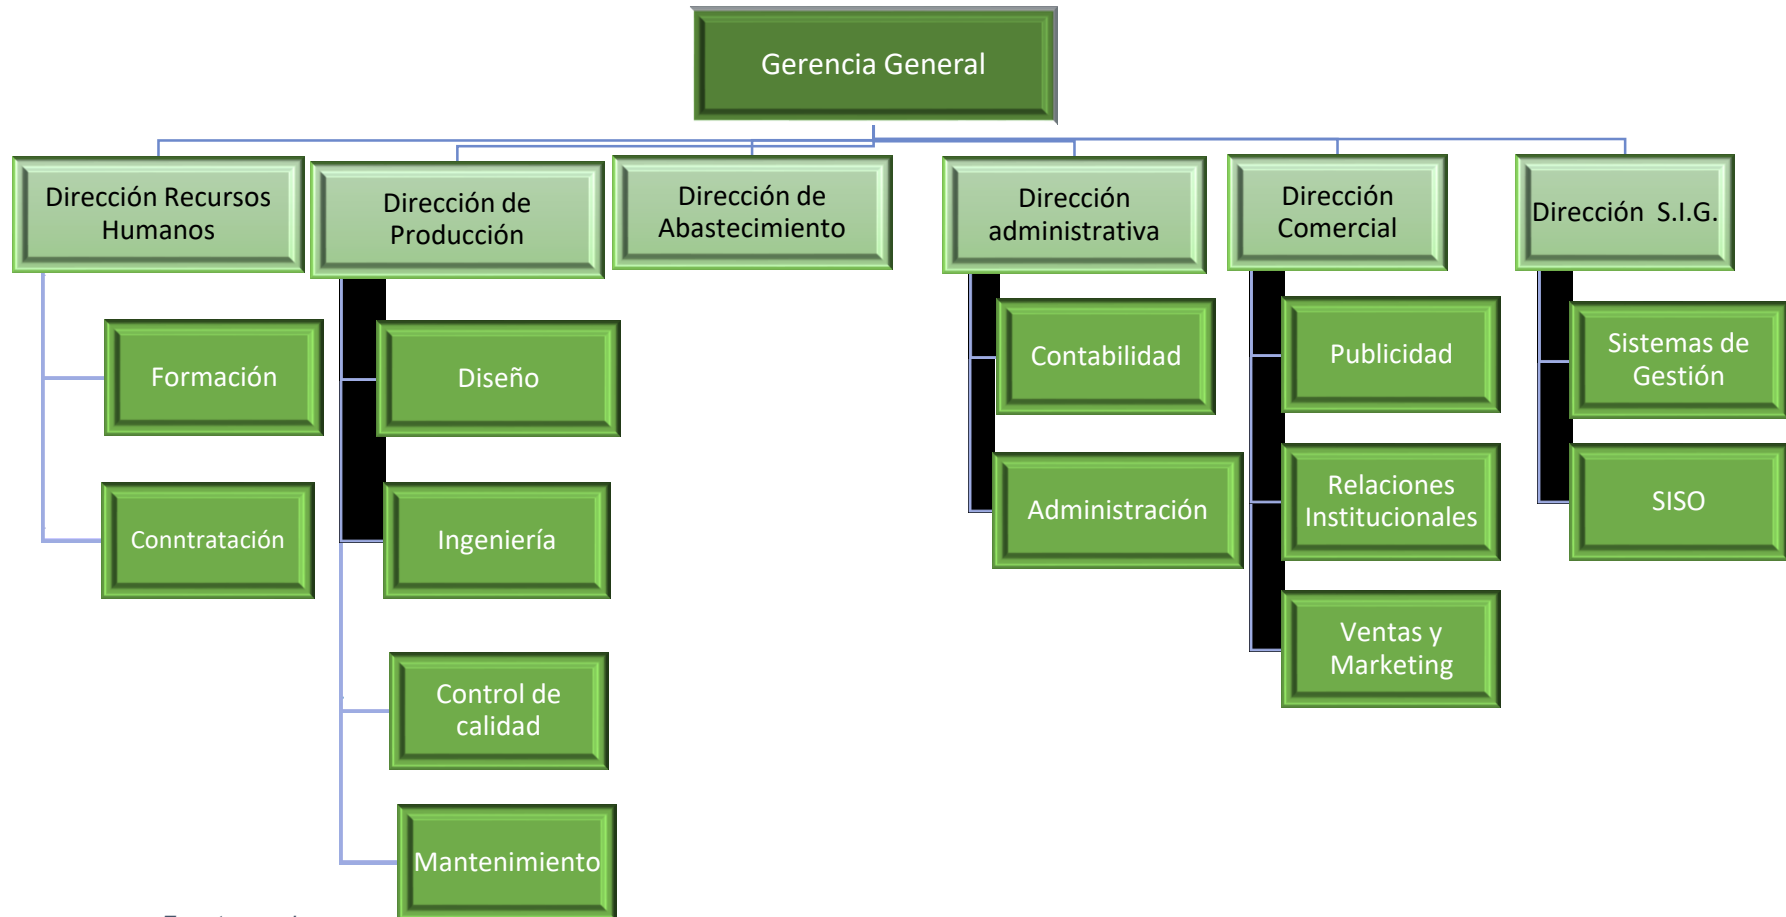 Gerencia General
Dirección Recursos
Humanos
Dirección de
Producción
Dirección de
Abastecimiento
Dirección
administrativa
Dirección
Comercial
Dirección  S.I.G.
Formación
Conntratación
Diseño
Ingeniería
Control de
calidad
Mantenimiento
Contabilidad
Administración
Publicidad
Relaciones
Institucionales
Ventas y
Marketing
Sistemas de
Gestión
SISO